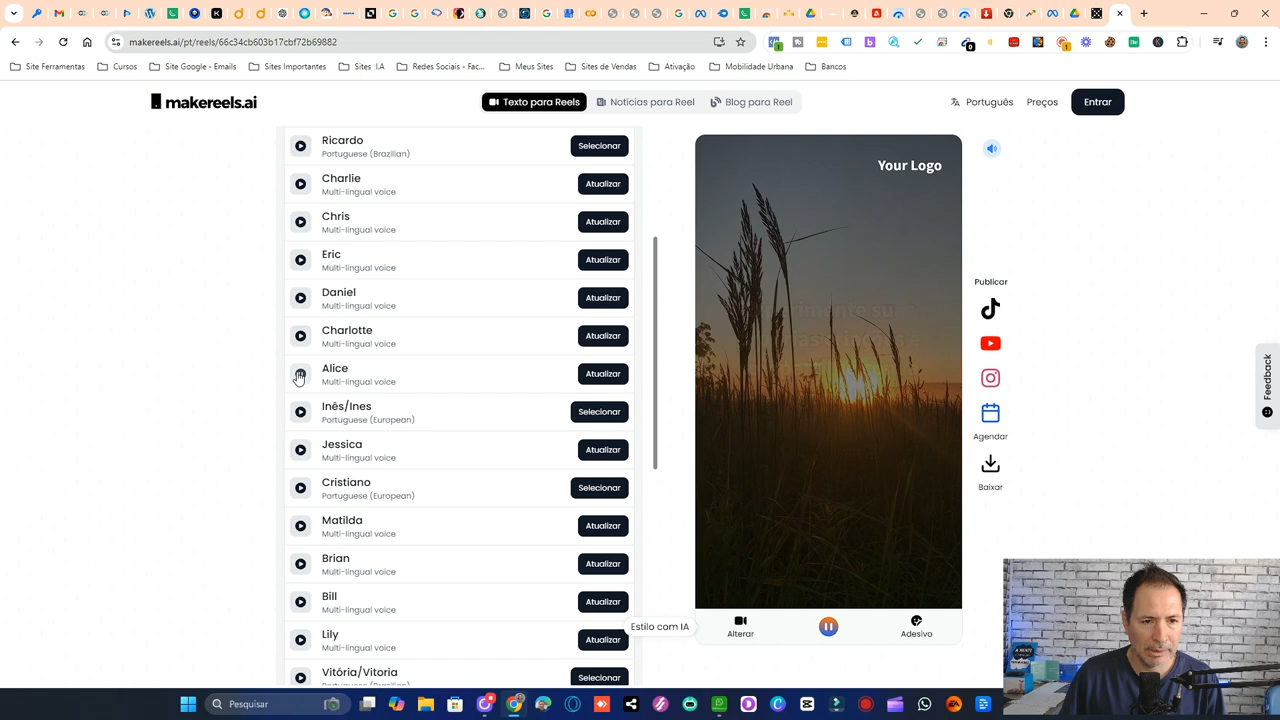 makereels.ai/pt/reels/66c34cb603b17cbf72b69882
Site Ferramentas
Cursos
Site Google - Emails
Sites Importantes
Sites I.A
Redes Sociais - Fac...
Meus Sites
Sites de Vendas
Ativação
Mobilidade Urbana
Bancos
makereels.ai
Texto para Reels
Notícias para Reel
Blog para Reel
Português
Preços
Entrar
Ricardo
Portuguese (Brazilian)
Selecionar
Charlie
Multi-lingual voice
Atualizar
Chris
Multi-lingual voice
Atualizar
Eric
Multi-lingual voice
Atualizar
Daniel
Multi-lingual voice
Atualizar
Charlotte
Multi-lingual voice
Atualizar
Alice
Multi-lingual voice
Atualizar
Inês/Ines
Portuguese (European)
Selecionar
Jessica
Multi-lingual voice
Atualizar
Cristiano
Portuguese (European)
Selecionar
Matilda
Multi-lingual voice
Atualizar
Brian
Multi-lingual voice
Atualizar
Bill
Multi-lingual voice
Atualizar
Lily
Multi-lingual voice
Atualizar
Vitória/Vitoria
Portuguese (Brazilian)
Selecionar
Your Logo
Estilo com IA
Alterar
Adesivo
Publicar
Agendar
Baixar
Feedback
Pesquisar